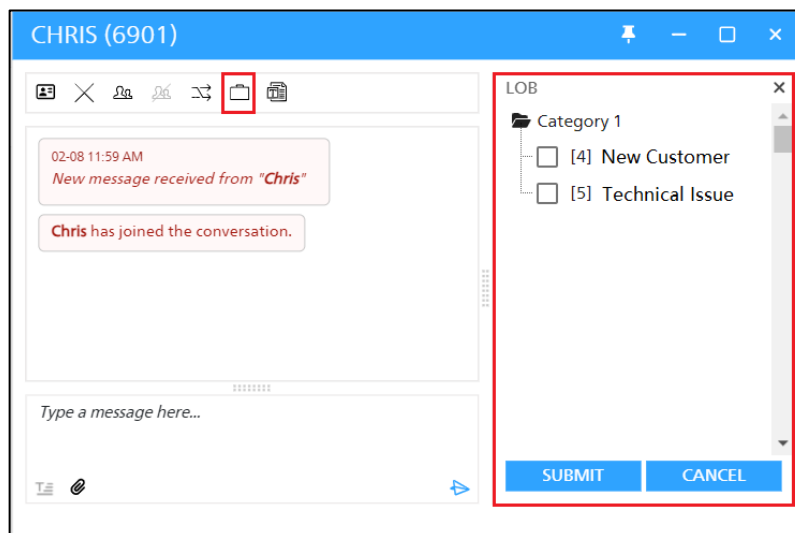 CHRIS (6901)
02-08 11:59 AM
New message received from "Chris"
Chris has joined the conversation.
Type a message here...
LOB
Category 1
[4] New Customer
[5] Technical Issue
SUBMIT
CANCEL